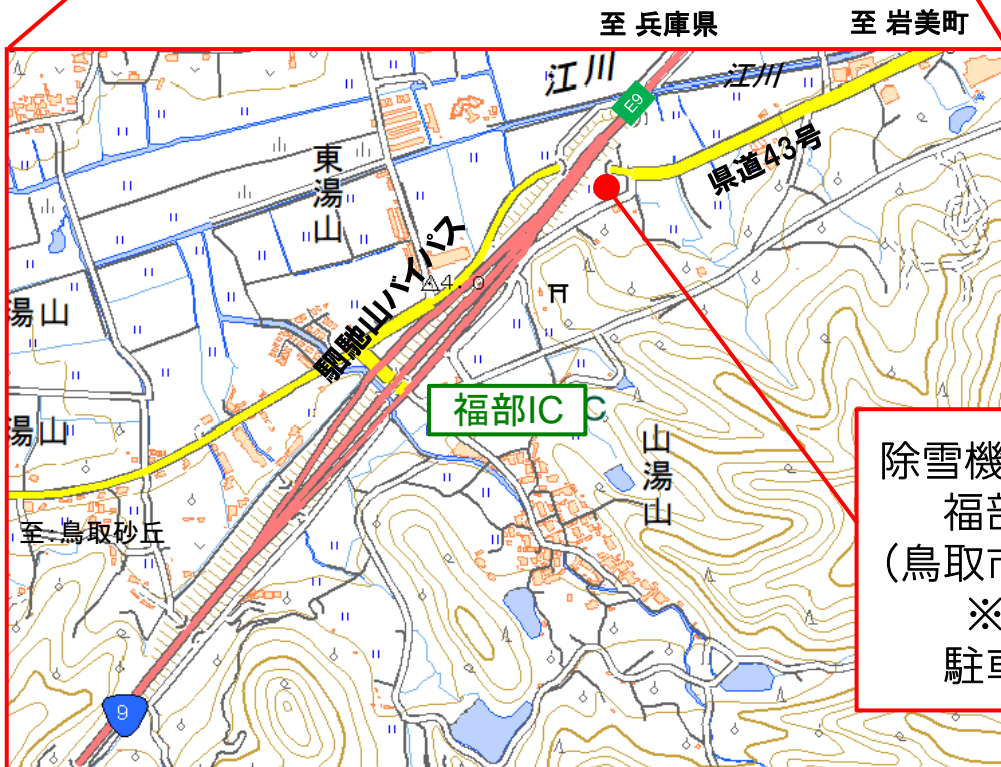 至 兵庫県
至 岩美町
江川
江川
E9
県道43号
東湯山
駟馳山バイパス
4.0
湯山
福部IC
C
湯山
山湯山
除雪機
福部
(鳥取市
※
駐車
至:鳥取砂丘
9